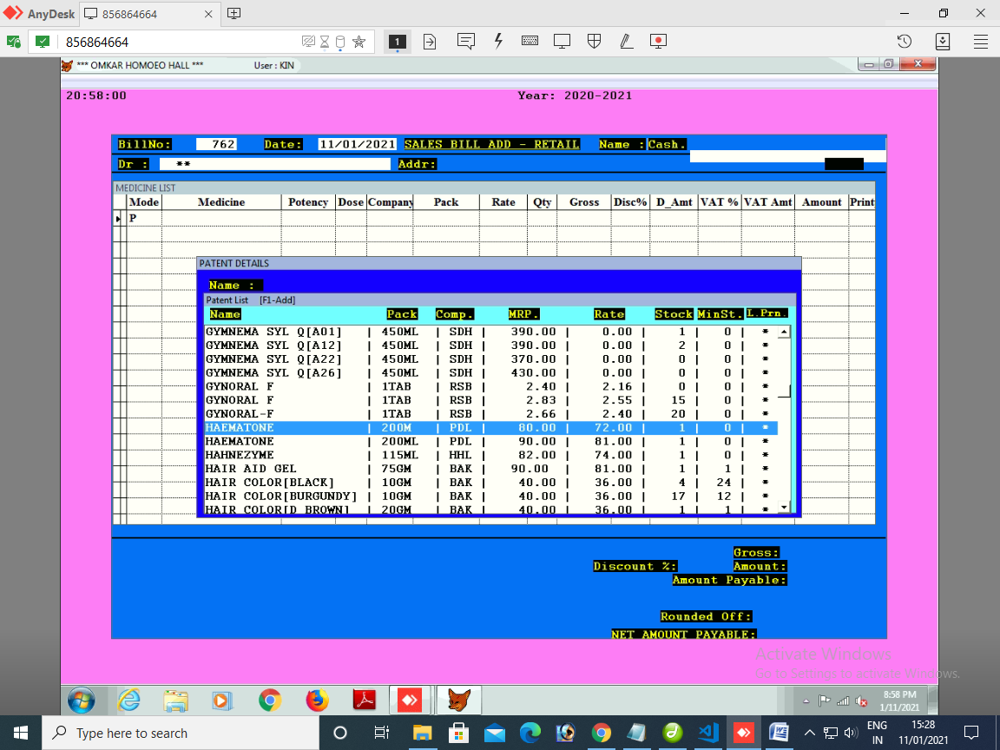 AnyDesk 856864664
856864664 1
*** OMKAR HOMOEO HALL *** User : KIN
20:58:00 Year: 2020-2021
BillNo: 762 Date: 11/01/2021 SALES BILL ADD - RETAIL Name : Cash.
Dr : ** Addr:
MEDICINE LIST
Mode Medicine Potency Dose Company Pack Rate Qty Gross Disc% D_Amt VAT % VAT Amt Amount Print
P
PATENT DETAILS
Name :
Patent List [F1-Add]
Name Pack Comp. MRP. Rate Stock MinSt. L.Prn.
GYMNEMA SYL Q[A01] | 450ML | SDH | 390.00 | 0.00 | 1 | 0 | *
GYMNEMA SYL Q[A12] | 450ML | SDH | 390.00 | 0.00 | 2 | 0 | *
GYMNEMA SYL Q[A22] | 450ML | SDH | 370.00 | 0.00 | 0 | 0 | *
GYMNEMA SYL Q[A26] | 450ML | SDH | 430.00 | 0.00 | 0 | 0 | *
GYNORAL F | 1TAB | RSB | 2.40 | 2.16 | 0 | 0 | *
GYNORAL F | 1TAB | RSB | 2.83 | 2.55 | 15 | 0 | *
GYNORAL-F | 1TAB | RSB | 2.66 | 2.40 | 20 | 0 | *
HAEMATONE | 200M | PDL | 80.00 | 72.00 | 1 | 0 | *
HAEMATONE | 200ML | PDL | 90.00 | 81.00 | 1 | 0 | *
HAHNEZYME | 115ML | HHL | 82.00 | 74.00 | 1 | 0 | *
HAIR AID GEL | 75GM | BAK | 90.00 | 81.00 | 1 | 1 | *
HAIR COLOR[BLACK] | 10GM | BAK | 40.00 | 36.00 | 4 | 24 | *
HAIR COLOR[BURGUNDY] | 10GM | BAK | 40.00 | 36.00 | 17 | 12 | *
HAIR COLOR[D BROWN] | 20GM | BAK | 40.00 | 36.00 | 1 | 1 | *
Gross:
Discount %: Amount:
Amount Payable:
Rounded Off:
NET AMOUNT PAYABLE:
Activate Windows
Go to Settings to activate Windows.
8:58 PM
1/11/2021
Type here to search
ENG
IN
15:28
11/01/2021